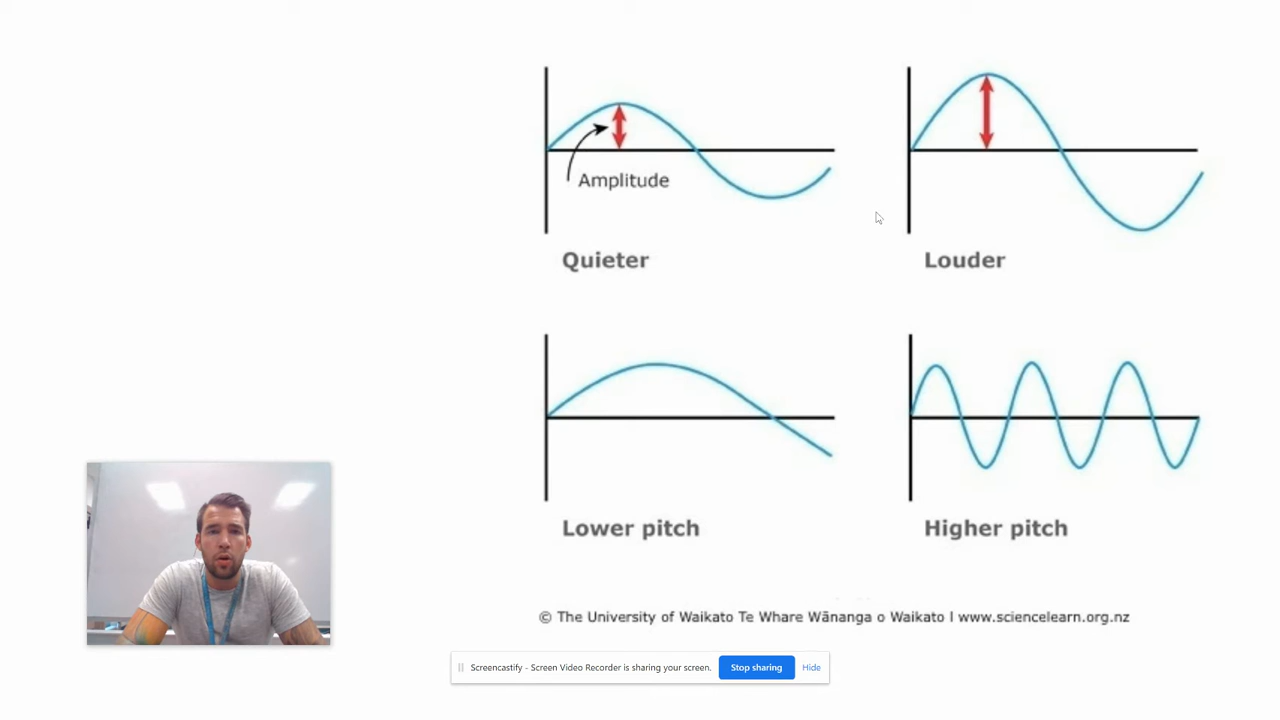 Amplitude
Quieter
Louder
Lower pitch
Higher pitch
© The University of Waikato Te Whare Wānanga o Waikato | www.sciencelearn.org.nz
Screencastify - Screen Video Recorder is sharing your screen. Stop sharing Hide